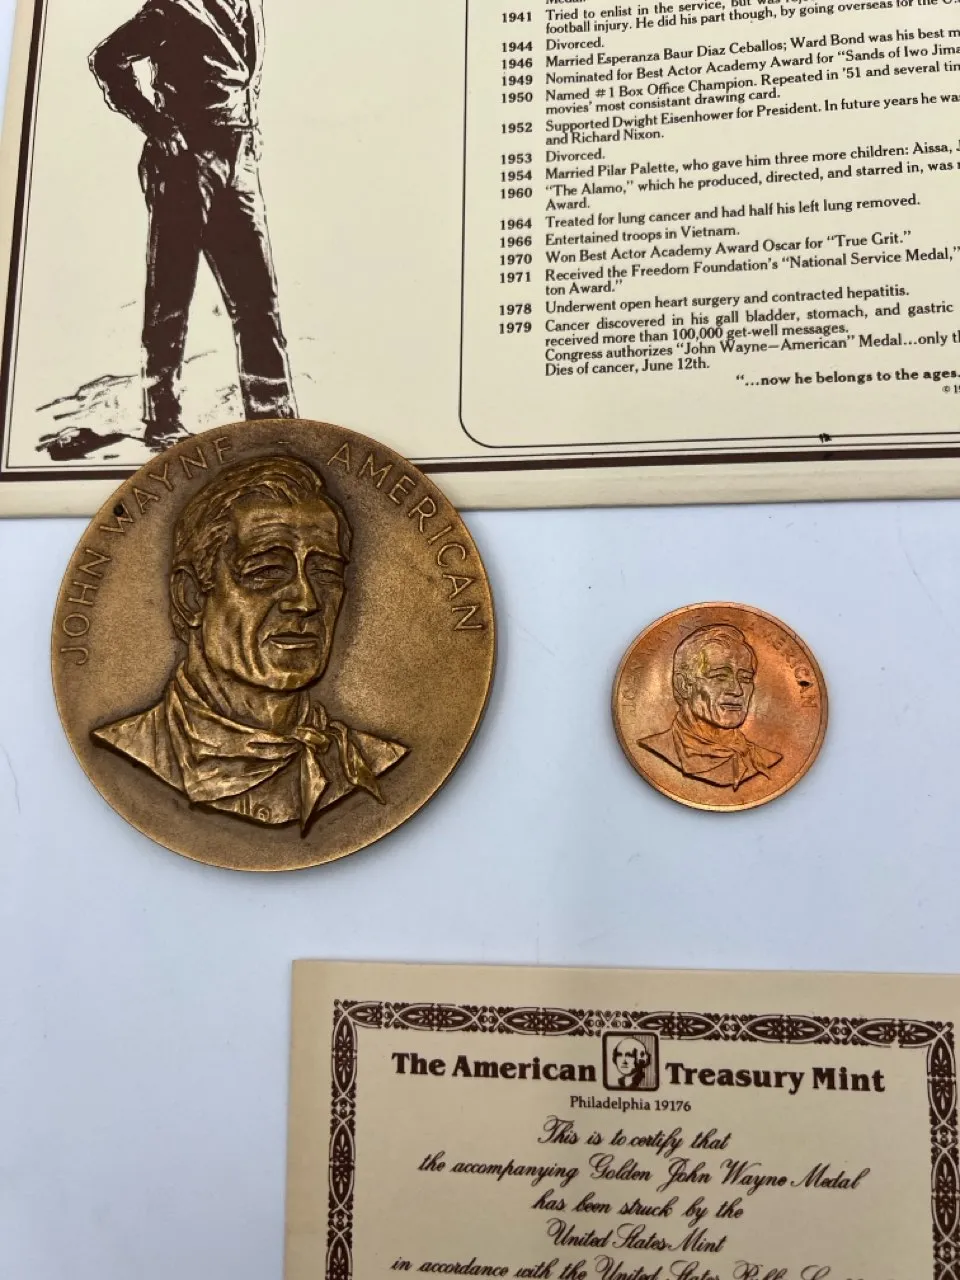 Medal.
1941 Tried to enlist in the service, but was
football injury. He did his part though, by going overseas for the
1944 Divorced.
1946 Married Esperanza Baur Diaz Ceballos; Ward Bond was his best
1949 Nominated for Best Actor Academy Award for “Sands of Iwo Jima
1950 Named #1 Box Office Champion. Repeated in ’51 and several
movies’ most consistant drawing card.
1952 Supported Dwight Eisenhower for President. In future years he was
and Richard Nixon.
1953 Divorced.
1954 Married Pilar Palette, who gave him three more children: Aissa,
1960 “The Alamo,” which he produced, directed, and starred in, was
Award.
1964 Treated for lung cancer and had half his left lung removed.
1966 Entertained troops in Vietnam.
1970 Won Best Actor Academy Award Oscar for “True Grit.”
1971 Received the Freedom Foundation’s “National Service Medal,”
ton Award.”
1978 Underwent open heart surgery and contracted hepatitis.
1979 Cancer discovered in his gall bladder, stomach, and gastric
received more than 100,000 get-well messages.
Congress authorizes “John Wayne—American” Medal...only
Dies of cancer, June 12th.
“...now he belongs to the ages.
JOHN WAYNE - AMERICAN
JOHN WAYNE AMERICAN
The American Treasury Mint
Philadelphia 19176
This is to certify that
the accompanying Golden John Wayne Medal
has been struck by the
United States Mint
in accordance with the United States